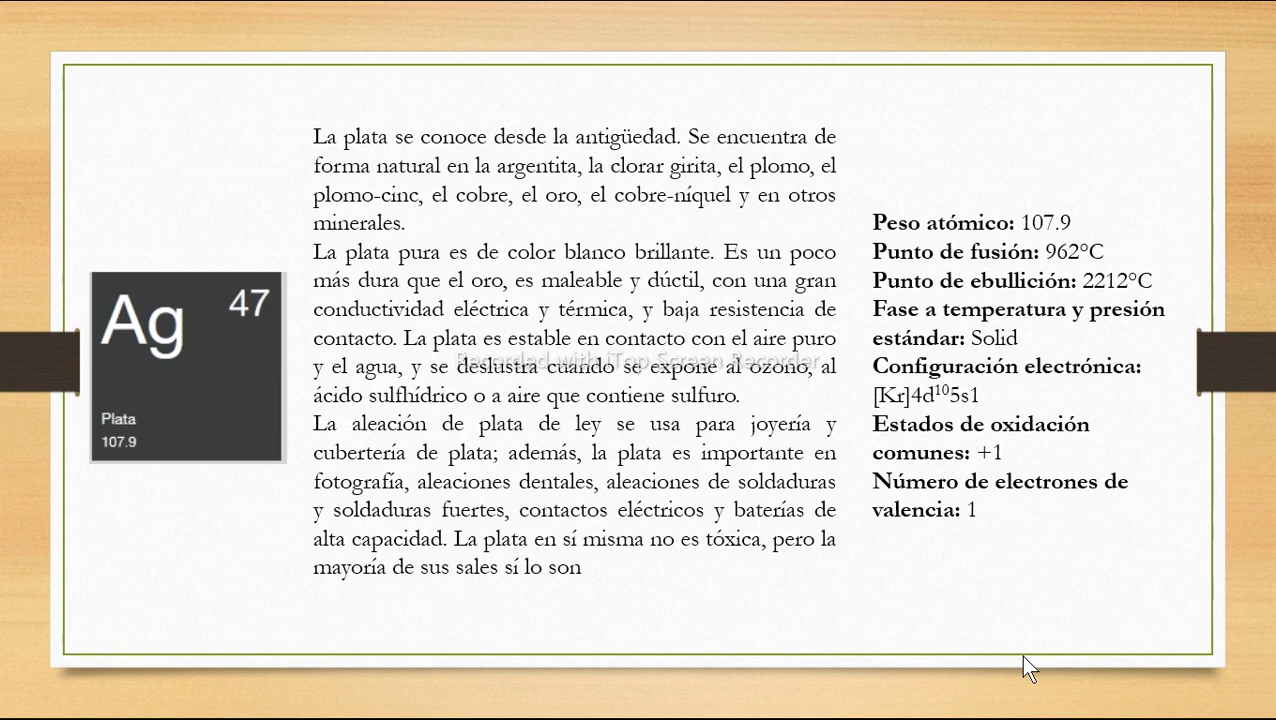 Ag
47
Plata
107.9
La plata se conoce desde la antigüedad. Se encuentra de
forma natural en la argentita, la clorar girita, el plomo, el
plomo-cinc, el cobre, el oro, el cobre-níquel y en otros
minerales.
La plata pura es de color blanco brillante. Es un poco
más dura que el oro, es maleable y dúctil, con una gran
conductividad eléctrica y térmica, y baja resistencia de
contacto. La plata es estable en contacto con el aire puro
y el agua, y se deslustra cuando se expone al ozono, al
ácido sulfhídrico o a aire que contiene sulfuro.
La aleación de plata de ley se usa para joyería y
cubertería de plata; además, la plata es importante en
fotografía, aleaciones dentales, aleaciones de soldaduras
y soldaduras fuertes, contactos eléctricos y baterías de
alta capacidad. La plata en sí misma no es tóxica, pero la
mayoría de sus sales sí lo son
Recorded with iTop Screen Recorder
Peso atómico: 107.9
Punto de fusión: 962°C
Punto de ebullición: 2212°C
Fase a temperatura y presión
estándar: Solid
Configuración electrónica:
[Kr]4d¹⁰5s1
Estados de oxidación
comunes: +1
Número de electrones de
valencia: 1